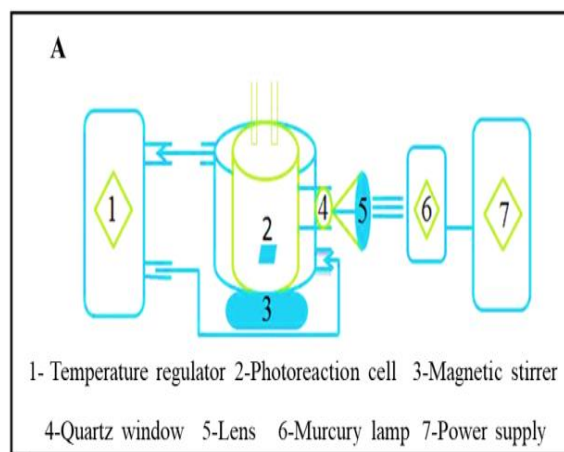 A
1
2
3
4
5
6
7
1- Temperature regulator 2-Photoreaction cell 3-Magnetic stirrer
4-Quartz window 5-Lens 6-Murcury lamp 7-Power supply